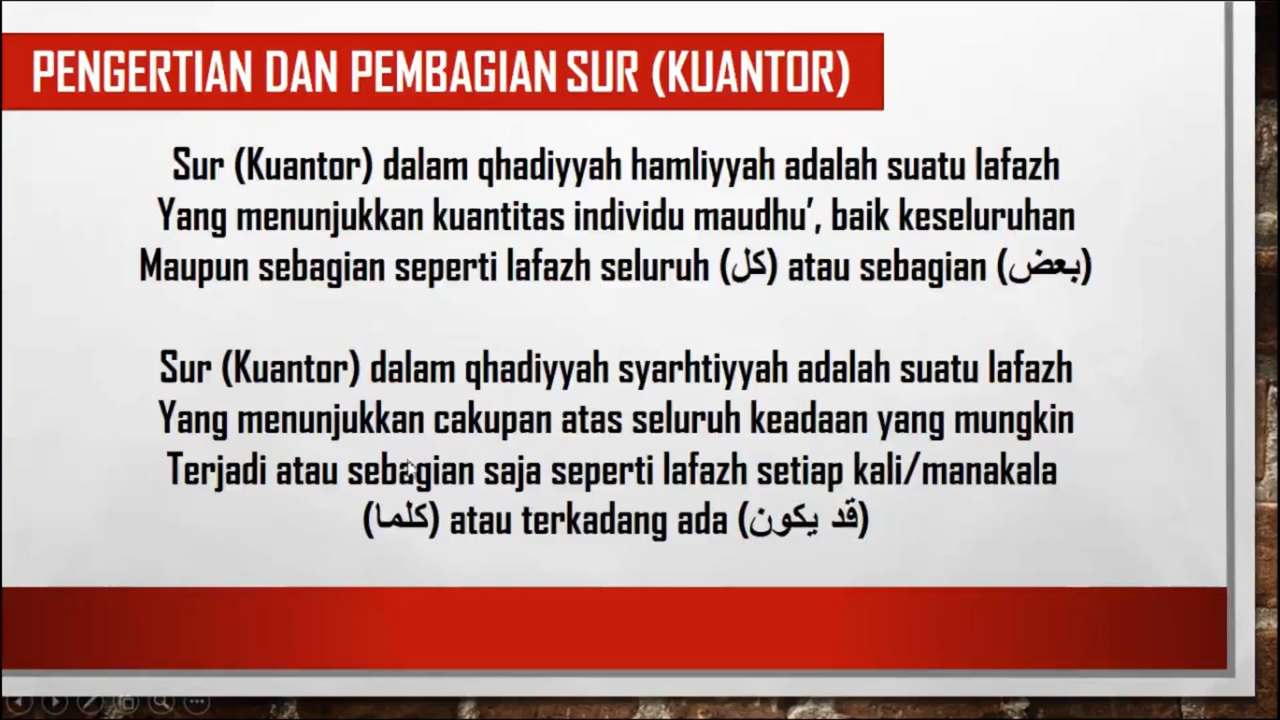 PENGERTIAN DAN PEMBAGIAN SUR (KUANTOR)
Sur (Kuantor) dalam qhadiyyah hamliyyah adalah suatu lafazh
Yang menunjukkan kuantitas individu maudhu’, baik keseluruhan
Maupun sebagian seperti lafazh seluruh (كل) atau sebagian (بعض)
Sur (Kuantor) dalam qhadiyyah syarhtiyyah adalah suatu lafazh
Yang menunjukkan cakupan atas seluruh keadaan yang mungkin
Terjadi atau sebagian saja seperti lafazh setiap kali/manakala
(كلما) atau terkadang ada (قد يكون)